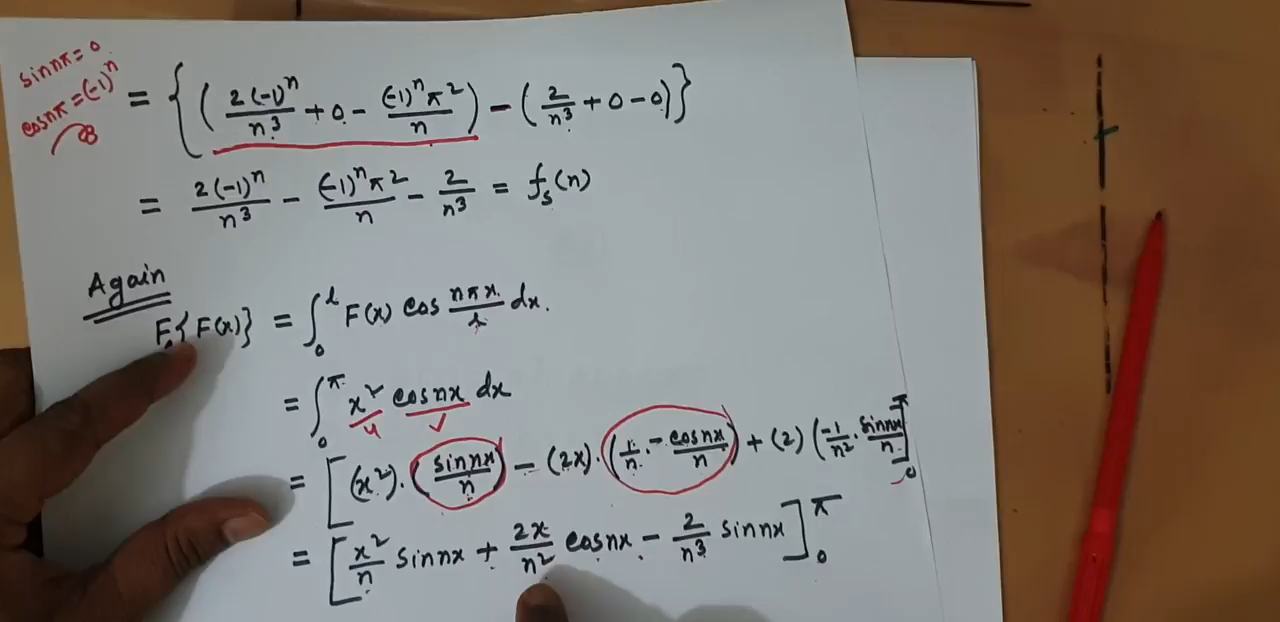 sin nπ = 0
cos nπ = (-1)^n
= { ( 2(-1)^n/n^3 + 0 - (-1)^n π^2/n ) - ( 2/n^3 + 0 - 0 ) }
= 2(-1)^n/n^3 - (-1)^n π^2/n - 2/n^3 = f_s(n)
Again
F{F(x)} = ∫_0^l F(x) cos nπx/l dx.
= ∫_0^π x^2 cos nx dx
u v
= [ (x^2)·( sin nx/n ) - (2x)·( 1/n · - cos nx/n ) + (2) ( -1/n^2 · sin nx/n ) ]_0^π
= [ x^2/n sin nx + 2x/n^2 cos nx - 2/n^3 sin nx ]_0^π